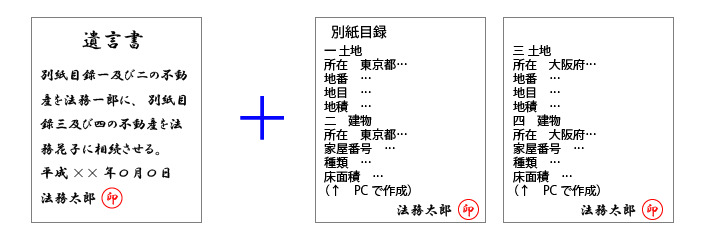 遺言書
別紙目録一及び二の不動
産を法務一郎に、別紙目
録三及び四の不動産を法
務花子に相続させる。
平成××年〇月〇日
法務太郎 印
+
別紙目録
一 土地
所在 東京都…
地番 …
地目 …
地積 …
二 建物
所在 東京都…
家屋番号 …
種類 …
床面積 …
(↑ PCで作成)
法務太郎 印
三 土地
所在 大阪府…
地番 …
地目 …
地積 …
四 建物
所在 大阪府…
家屋番号 …
種類 …
床面積 …
(↑ PCで作成)
法務太郎 印